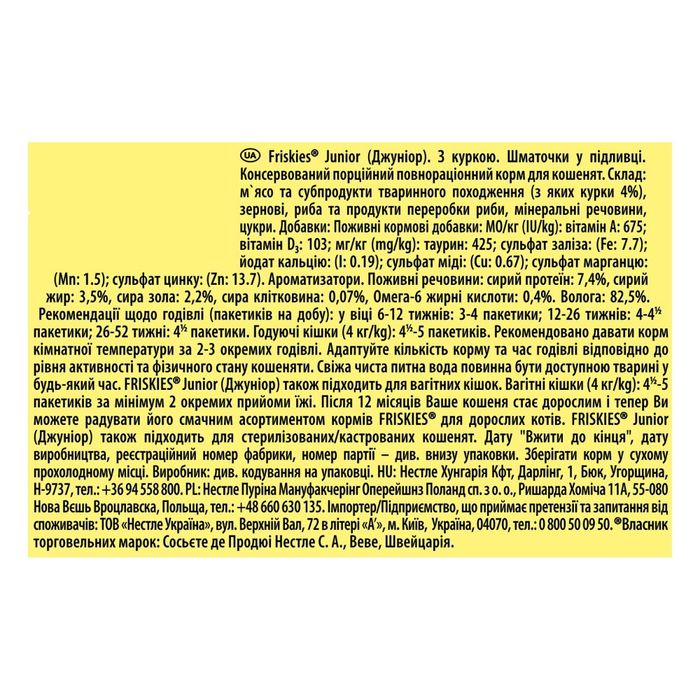 UA Friskies® Junior (Джуніор). З куркою. Шматочки у підливці.
Консервований порційний повнораціонний корм для кошенят. Склад:
м`ясо та субпродукти тваринного походження (з яких курки 4%),
зернові, риба та продукти переробки риби, мінеральні речовини,
цукри. Добавки: Поживні кормові добавки: МО/кг (IU/kg): вітамін А: 675;
вітамін D₃: 103; мг/кг (mg/kg): таурин: 425; сульфат заліза: (Fe: 7.7);
йодат кальцію: (I: 0.19); сульфат міді: (Cu: 0.67); сульфат марганцю:
(Mn: 1.5); сульфат цинку: (Zn: 13.7). Ароматизатори. Поживні речовини: сирий протеїн: 7,4%, сирий
жир: 3,5%, сира зола: 2,2%, сира клітковина: 0,07%, Омега-6 жирні кислоти: 0,4%. Волога: 82,5%.
Рекомендації щодо годівлі (пакетиків на добу): у віці 6-12 тижнів: 3-4 пакетики; 12-26 тижнів: 4-4½
пакетики; 26-52 тижні: 4½ пакетики. Годуючі кішки (4 кг/kg): 4½-5 пакетиків. Рекомендовано давати корм
кімнатної температури за 2-3 окремих годівлі. Адаптуйте кількість корму та час годівлі відповідно до
рівня активності та фізичного стану кошеняти. Свіжа чиста питна вода повинна бути доступною тварині у
будь-який час. FRISKIES® Junior (Джуніор) також підходить для вагітних кішок. Вагітні кішки (4 кг/kg): 4½-5
пакетиків за мінімум 2 окремих прийоми їжі. Після 12 місяців Ваше кошеня стає дорослим і тепер Ви
можете радувати його смачним асортиментом кормів FRISKIES® для дорослих котів. FRISKIES® Junior
(Джуніор) також підходить для стерилізованих/кастрованих кошенят. Дату "Вжити до кінця", дату
виробництва, реєстраційний номер фабрики, номер партії – див. внизу упаковки. Зберігати корм у сухому
прохолодному місці. Виробник: див. кодування на упаковці. HU: Нестле Хунгарія Кфт, Дарлінг, 1, Бюк, Угорщина,
H-9737, тел.: +36 94 558 800. PL: Нестле Пуріна Мануфакчерінг Оперейшнз Поланд сп. з о. о., Ришарда Хоміча 11А, 55-080
Нова Вєшь Вроцлавска, Польща, тел.: +48 660 630 135. Імпортер/Підприємство, що приймає претензії та запитання від
споживачів: ТОВ «Нестле Україна», вул. Верхній Вал, 72 в літері «А’», м. Київ, Україна, 04070, тел.: 0 800 50 09 50. ®Власник
торговельних марок: Сосьєте де Продюі Нестле С. А., Веве, Швейцарія.